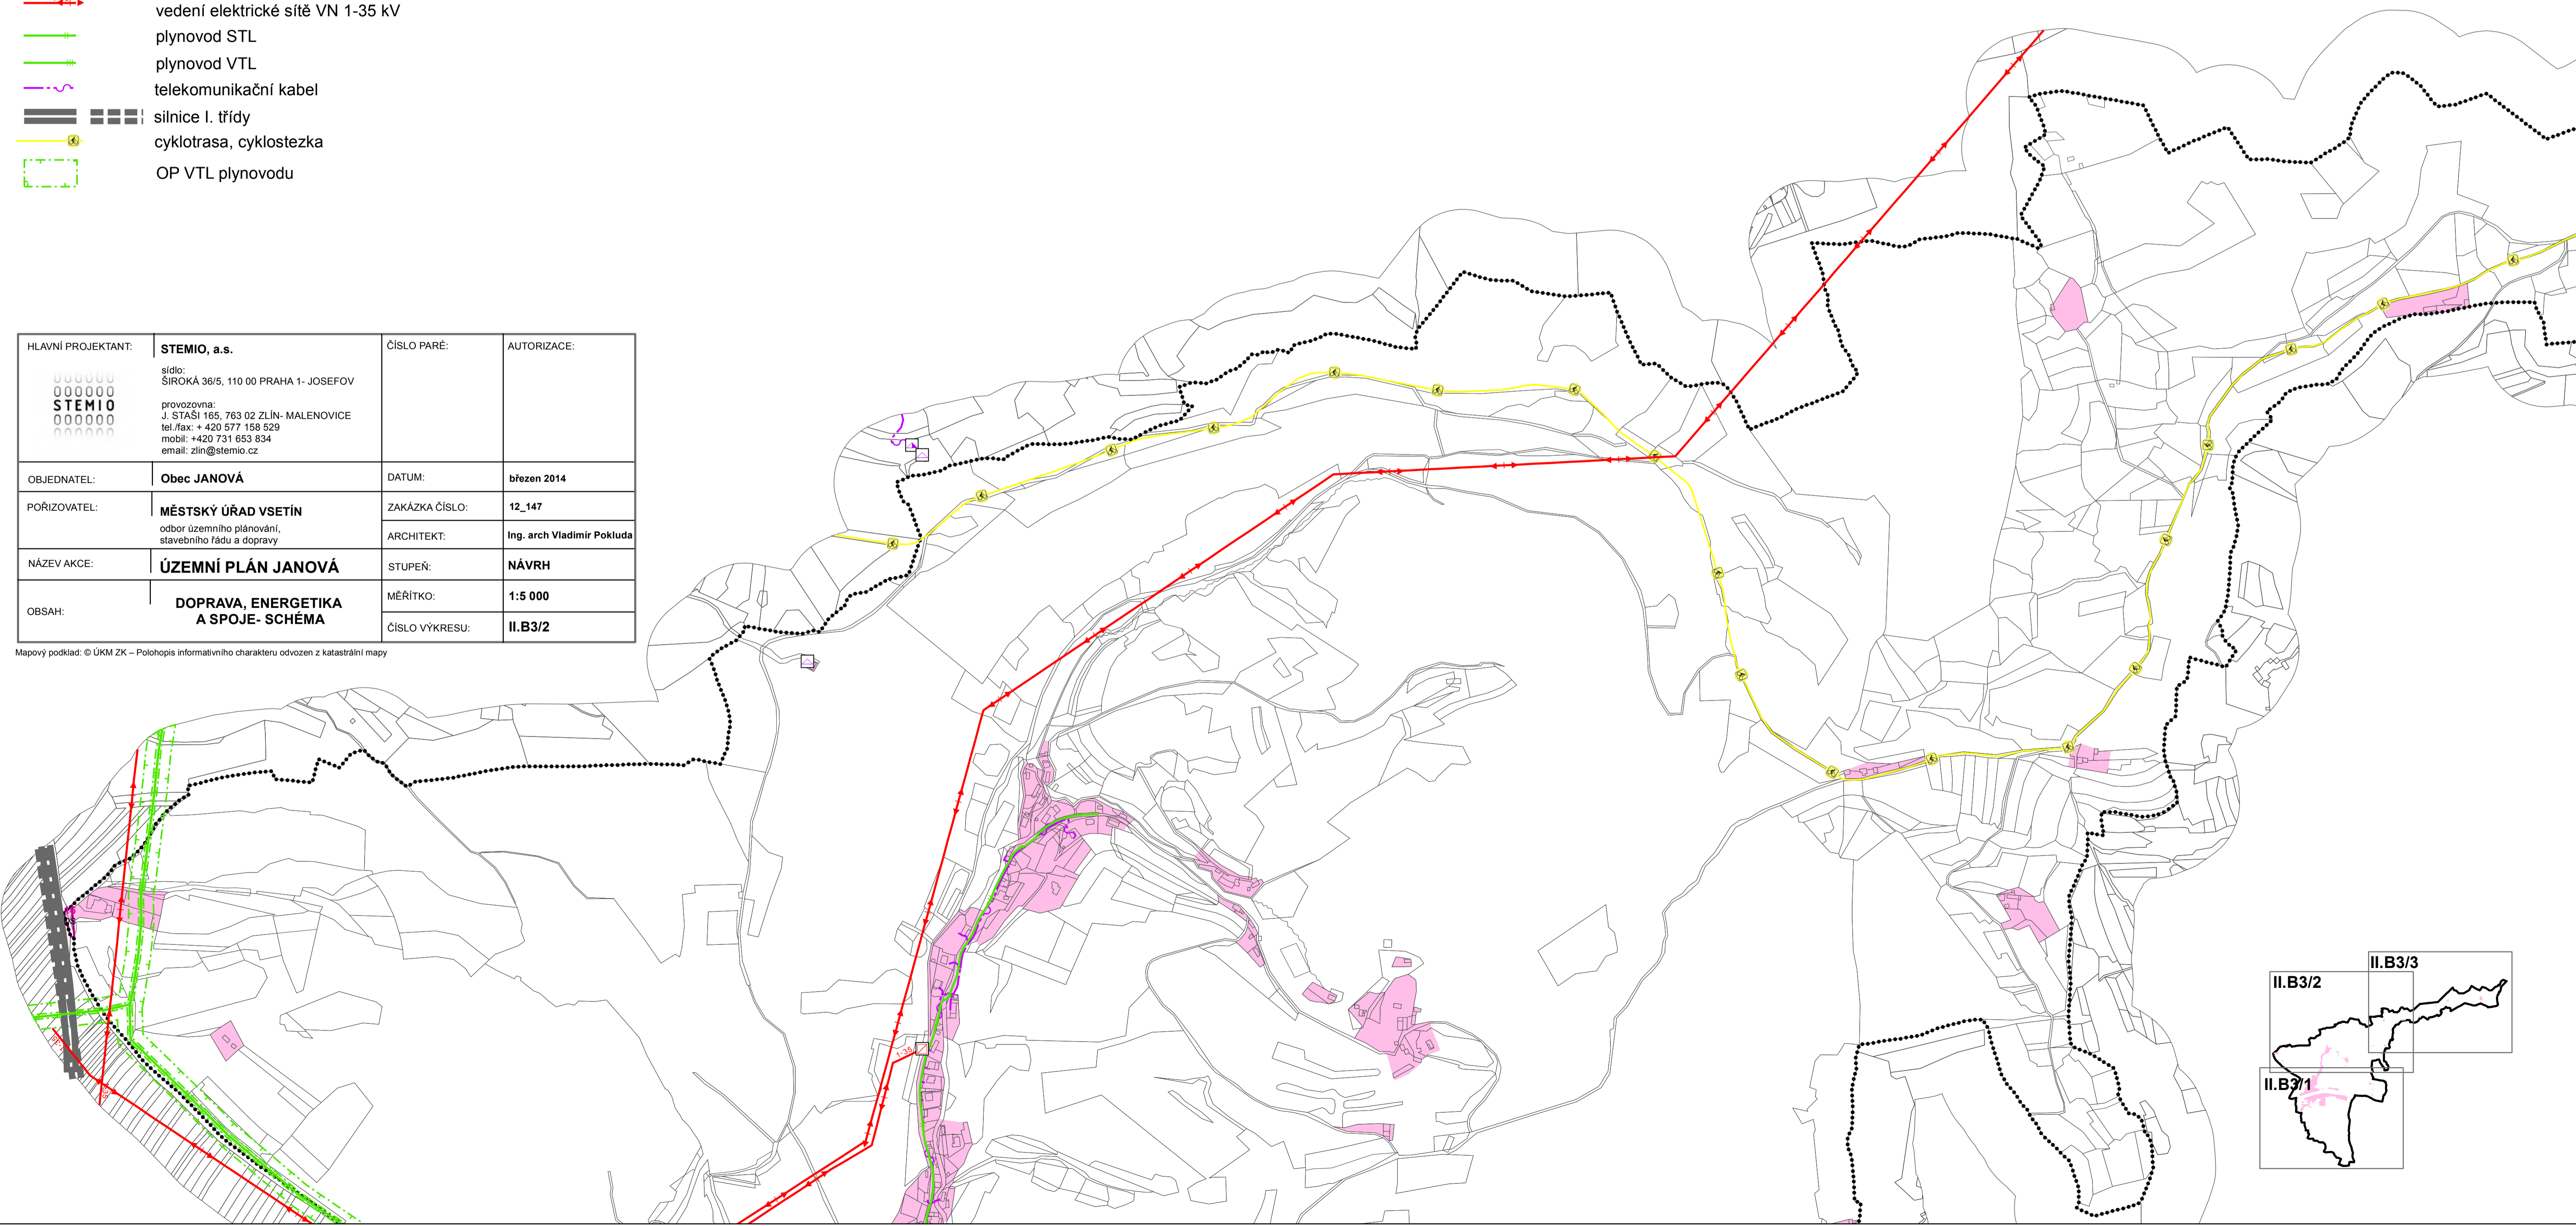 vedení elektrické sítě VN 1-35 kV
plynovod STL
plynovod VTL
telekomunikační kabel
silnice I. třídy
cyklotrasa, cyklostezka
OP VTL plynovodu
HLAVNÍ PROJEKTANT:
STEMIO
STEMIO, a.s.
sídlo:
ŠIROKÁ 36/5, 110 00 PRAHA 1- JOSEFOV
provozovna:
J. STAŠI 165, 763 02 ZLÍN- MALENOVICE
tel./fax: + 420 577 158 529
mobil: +420 731 653 834
email: zlin@stemio.cz
ČÍSLO PARÉ:
AUTORIZACE:
OBJEDNATEL:
Obec JANOVÁ
DATUM:
březen 2014
POŘIZOVATEL:
MĚSTSKÝ ÚŘAD VSETÍN
odbor územního plánování,
stavebního řádu a dopravy
ZAKÁZKA ČÍSLO:
12_147
ARCHITEKT:
Ing. arch Vladimír Pokluda
NÁZEV AKCE:
ÚZEMNÍ PLÁN JANOVÁ
STUPEŇ:
NÁVRH
OBSAH:
DOPRAVA, ENERGETIKA
A SPOJE- SCHÉMA
MĚŘÍTKO:
1:5 000
ČÍSLO VÝKRESU:
II.B3/2
Mapový podklad: © ÚKM ZK – Polohopis informativního charakteru odvozen z katastrální mapy
1-35
II.B3/3
II.B3/2
II.B3/1